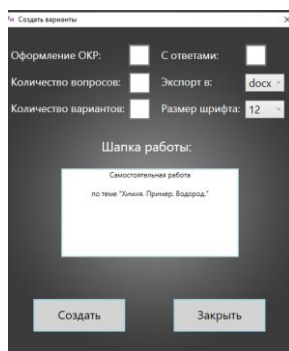 Создать варианты
Оформление ОКР: С ответами:
Количество вопросов: Экспорт в: docx
Количество вариантов: Размер шрифта: 12
Шапка работы:
Самостоятельная работа
по теме "Химия. Пример. Водород."
Создать Закрыть